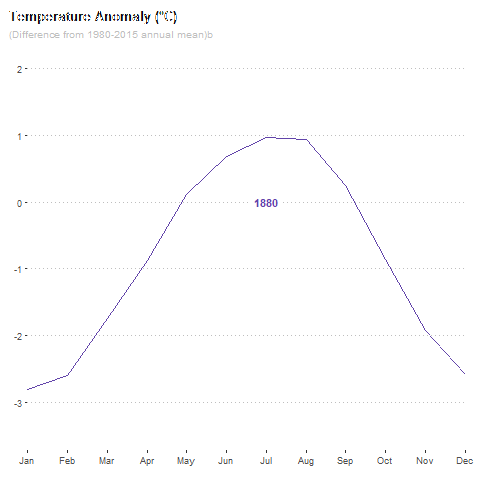 Temperature Anomaly (°C)
(Difference from 1980-2015 annual mean)b
2
1
0
1880
-1
-2
-3
Jan Feb Mar Apr May Jun Jul Aug Sep Oct Nov Dec